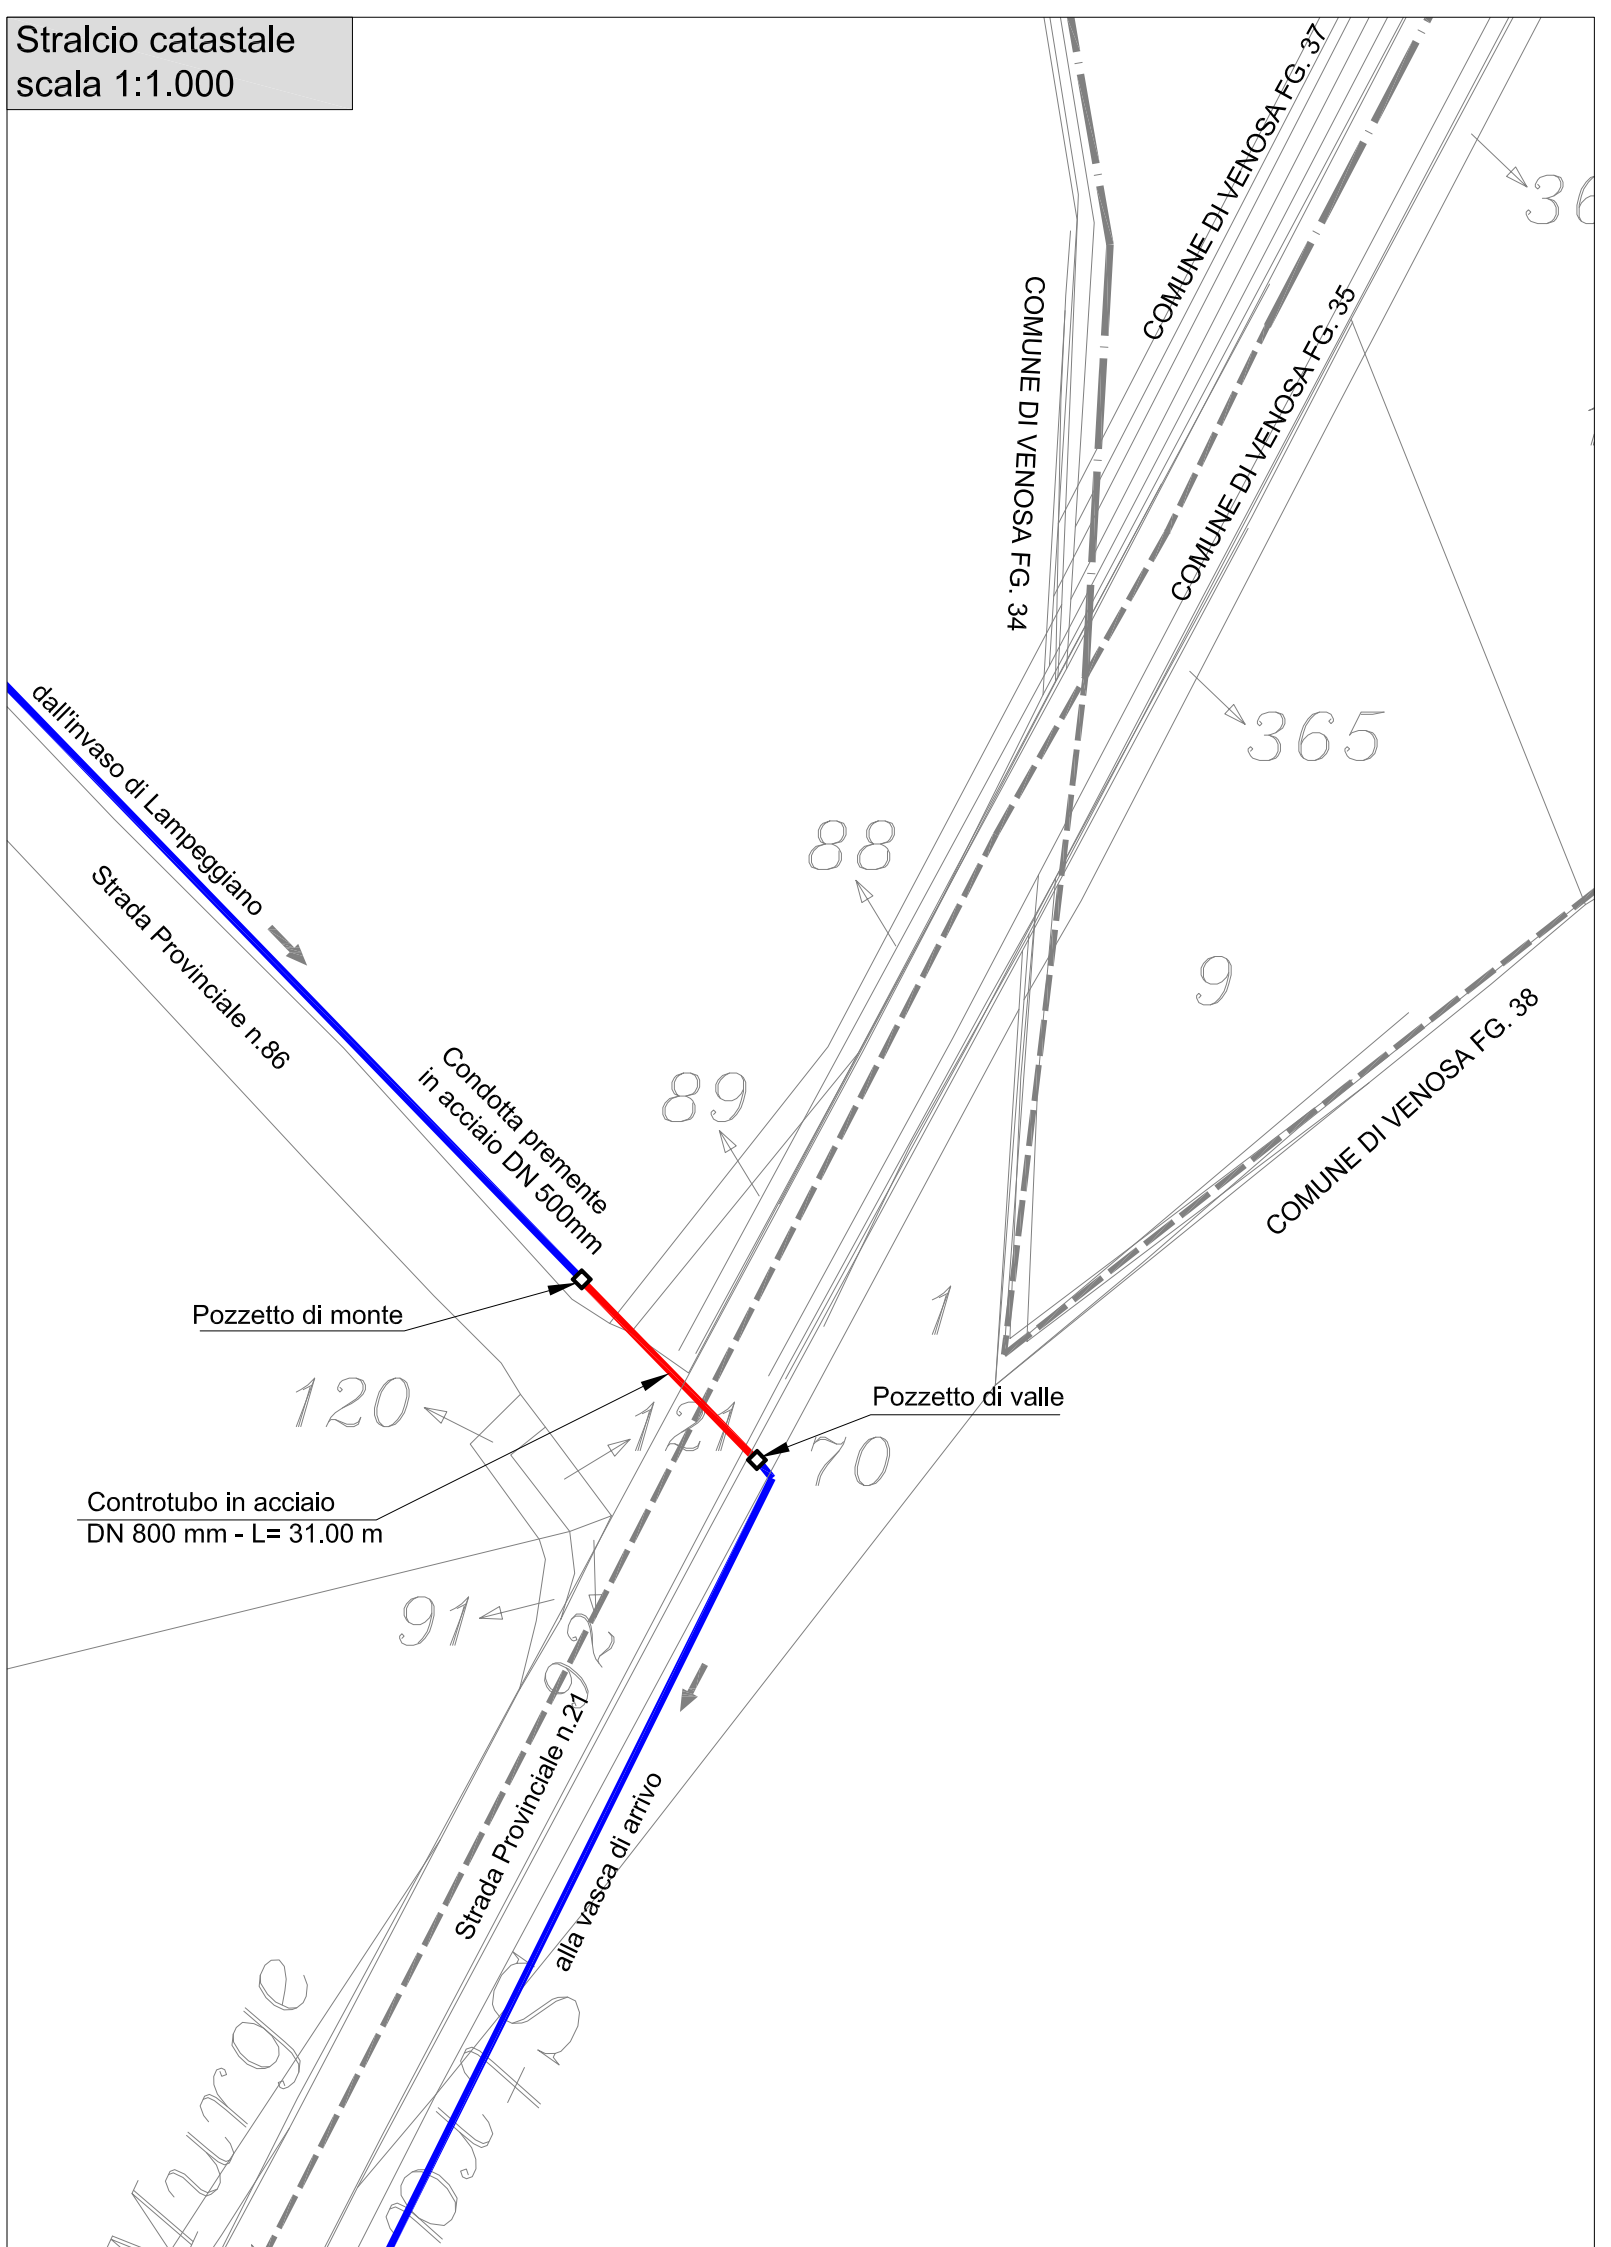 Stralcio catastale
scala 1:1.000
COMUNE DI VENOSA FG. 37
COMUNE DI VENOSA FG. 34
COMUNE DI VENOSA FG. 35
365
dall'invaso di Lampeggiano
Strada Provinciale n.86
88
9
COMUNE DI VENOSA FG. 38
Condotta premente
in acciaio DN 500mm
89
Pozzetto di monte
1
120
121
Pozzetto di valle
70
Controtubo in acciaio
DN 800 mm - L= 31.00 m
91
92
Strada Provinciale n.21
alla vasca di arrivo
Murge